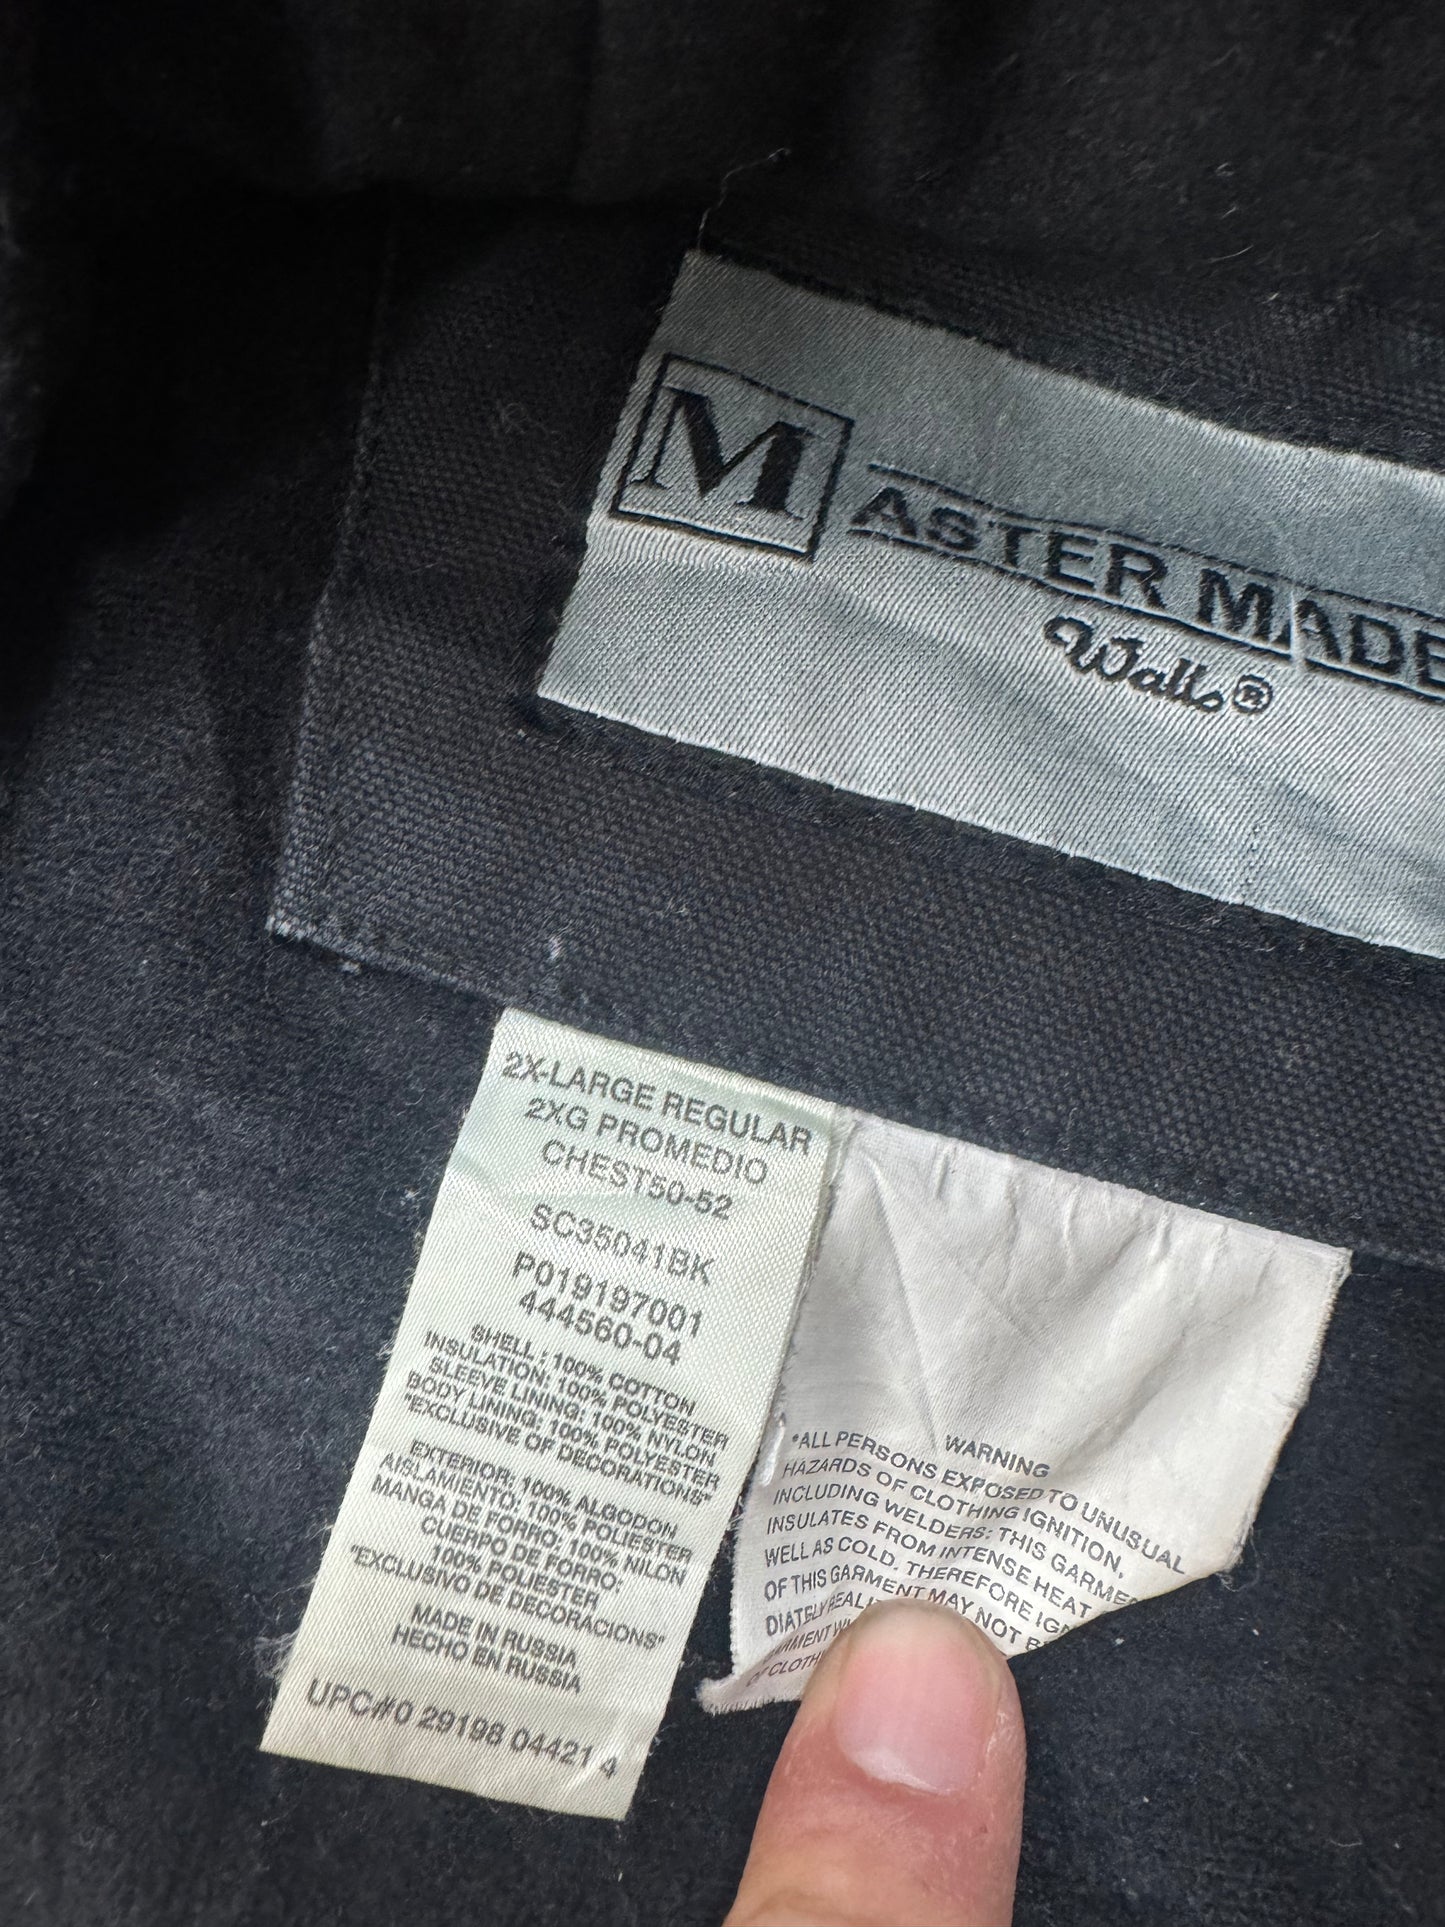 MASTER MADE
Walls®
2X-LARGE REGULAR
2XG PROMEDIO
CHEST50-52
SC35041BK
P019197001
444560-04
SHELL : 100% COTTON
INSULATION: 100% POLYESTER
SLEEVE LINING: 100% NYLON
BODY LINING: 100% POLYESTER
"EXCLUSIVE OF DECORATIONS"
EXTERIOR: 100% ALGODON
AISLAMIENTO: 100% POLIESTER
MANGA DE FORRO: 100% NILON
CUERPO DE FORRO:
100% POLIESTER
"EXCLUSIVO DE DECORACIONS"
MADE IN RUSSIA
HECHO EN RUSSIA
UPC#0 29198 04421 4
WARNING
*ALL PERSONS EXPOSED TO UNUSUAL
HAZARDS OF CLOTHING IGNITION,
INCLUDING WELDERS: THIS GARME
INSULATES FROM INTENSE HEAT
WELL AS COLD. THEREFORE IGN
OF THIS GARMENT MAY NOT B